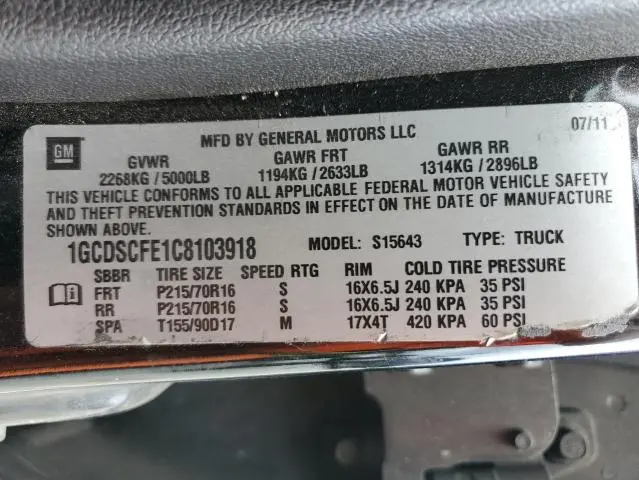 GM
MFD BY GENERAL MOTORS LLC 07/11
GVWR GAWR FRT GAWR RR
2268KG / 5000LB 1194KG / 2633LB 1314KG / 2896LB
THIS VEHICLE CONFORMS TO ALL APPLICABLE FEDERAL MOTOR VEHICLE SAFETY
AND THEFT PREVENTION STANDARDS IN EFFECT ON THE DATE OF MANUFACTURE
SHOWN ABOVE.
1GCDSCFE1C8103918 MODEL: S15643 TYPE: TRUCK
SBBR TIRE SIZE SPEED RTG RIM COLD TIRE PRESSURE
FRT P215/70R16 S 16X6.5J 240 KPA 35 PSI
RR P215/70R16 S 16X6.5J 240 KPA 35 PSI
SPA T155/90D17 M 17X4T 420 KPA 60 PSI